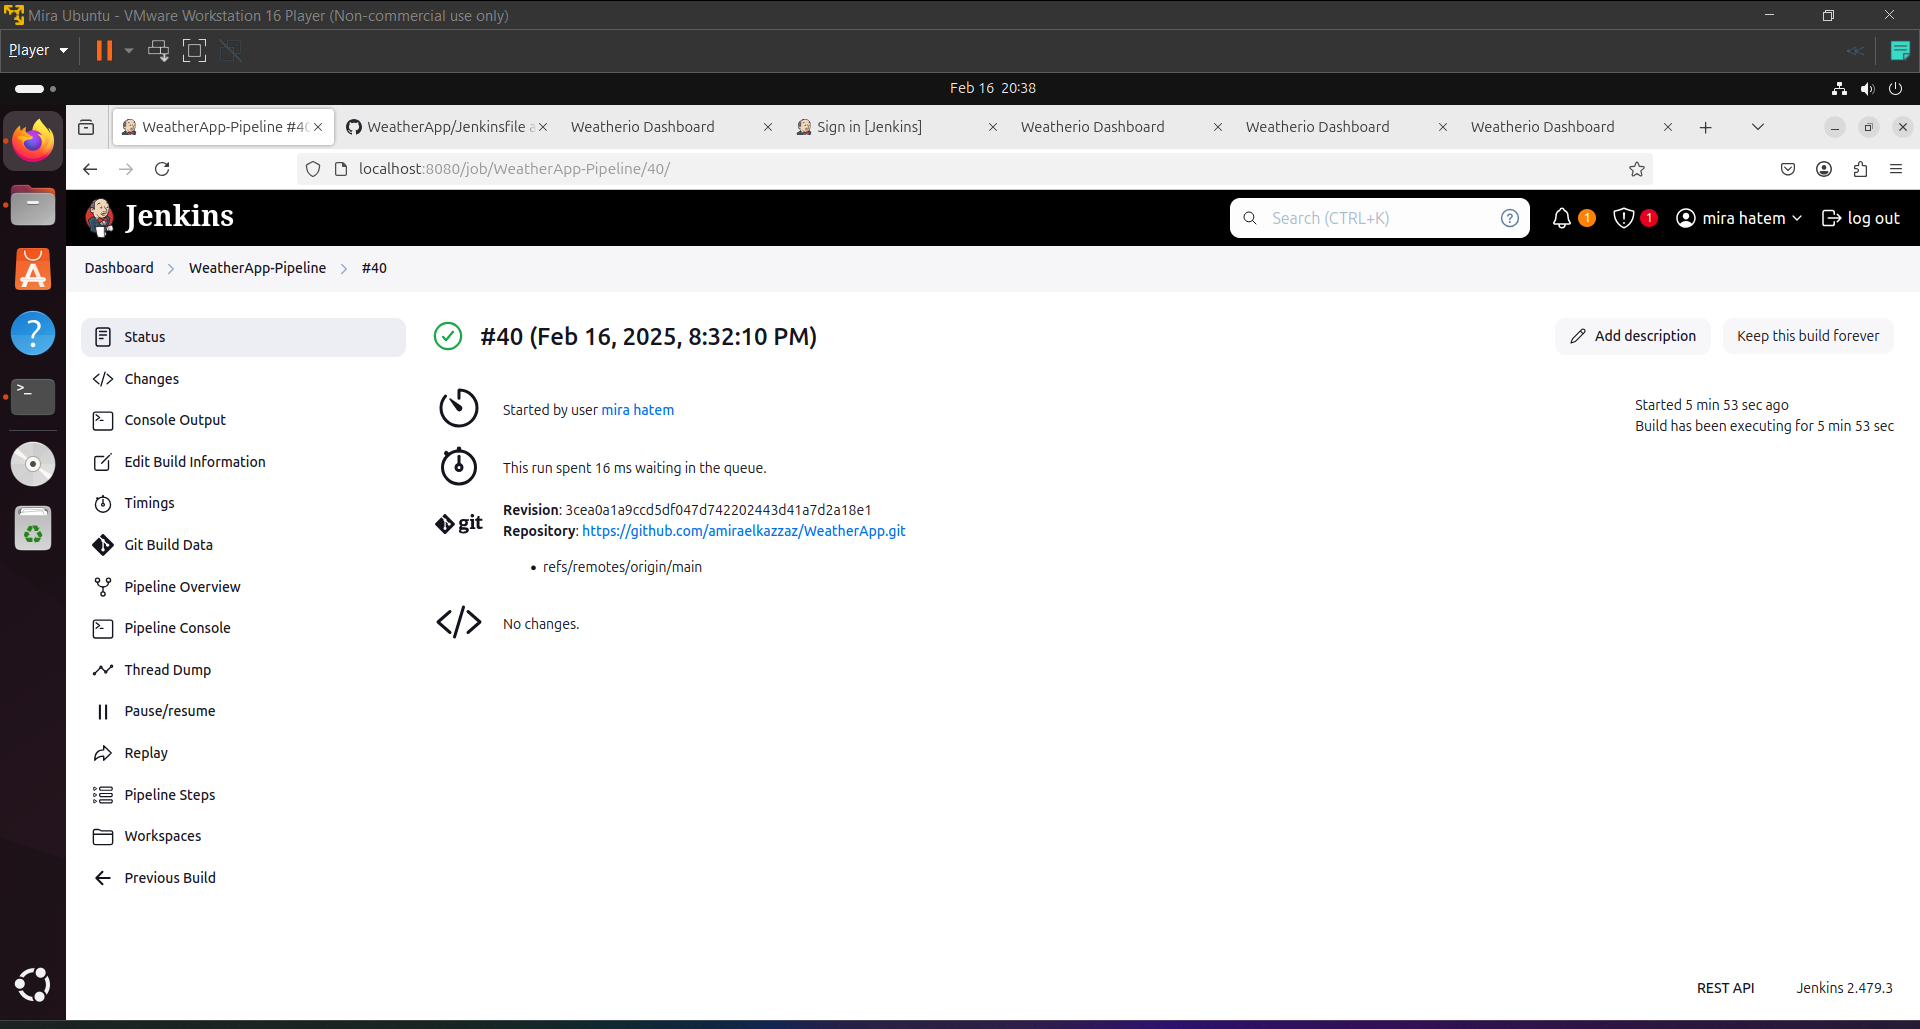 Mira Ubuntu - VMware Workstation 16 Player (Non-commercial use only)
Player
Feb 16 20:38
WeatherApp-Pipeline #40
WeatherApp/Jenkinsfile a
Weatherio Dashboard
Sign in [Jenkins]
Weatherio Dashboard
Weatherio Dashboard
Weatherio Dashboard
localhost:8080/job/WeatherApp-Pipeline/40/
Jenkins
Search (CTRL+K)
1
1
mira hatem
log out
Dashboard
WeatherApp-Pipeline
#40
Status
Changes
Console Output
Edit Build Information
Timings
Git Build Data
Pipeline Overview
Pipeline Console
Thread Dump
Pause/resume
Replay
Pipeline Steps
Workspaces
Previous Build
#40 (Feb 16, 2025, 8:32:10 PM)
Add description
Keep this build forever
Started by user mira hatem
Started 5 min 53 sec ago
Build has been executing for 5 min 53 sec
This run spent 16 ms waiting in the queue.
git
Revision: 3cea0a1a9ccd5df047d742202443d41a7d2a18e1
Repository: https://github.com/amiraelkazzaz/WeatherApp.git
• refs/remotes/origin/main
No changes.
REST API
Jenkins 2.479.3